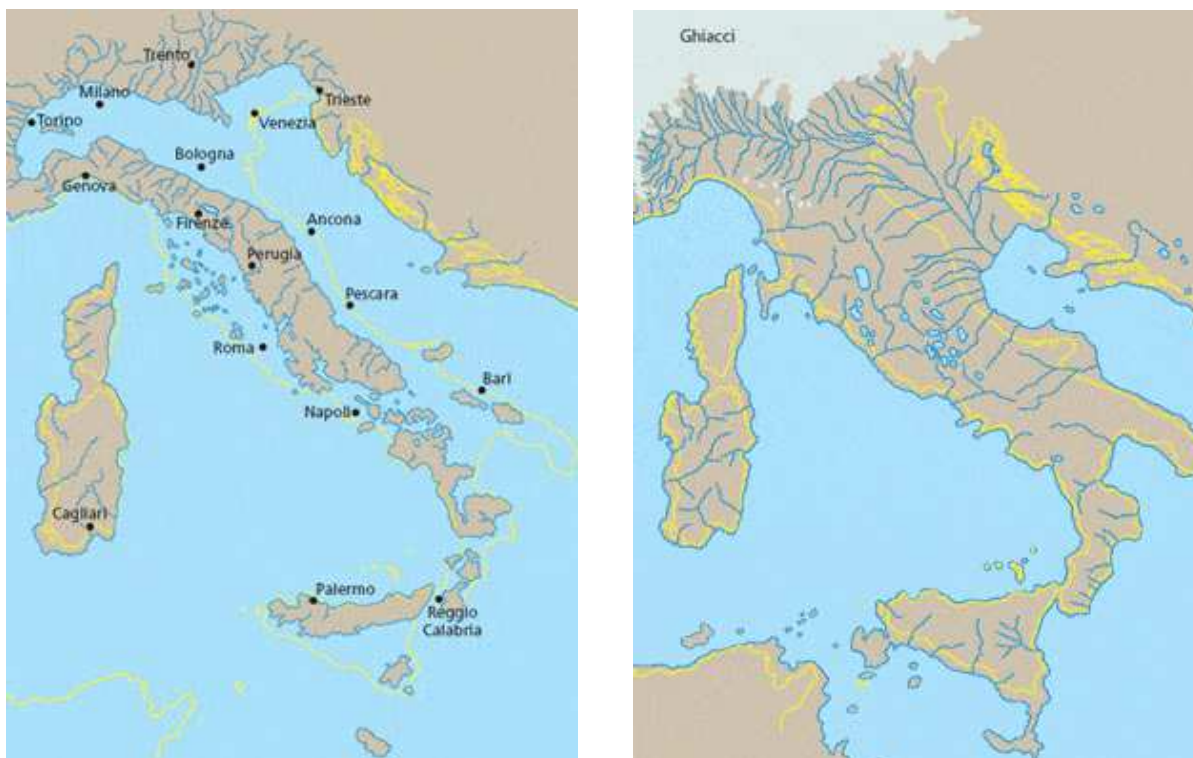 Trento
Milano
Torino
Trieste
Venezia
Bologna
Genova
Firenze
Ancona
Perugia
Pescara
Roma
Bari
Napoli
Cagliari
Palermo
Reggio
Calabria
Ghiacci